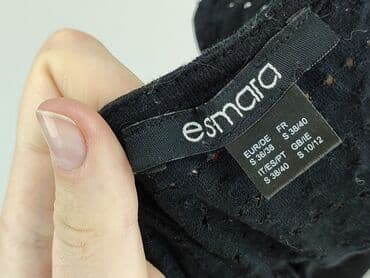 esmara
EUR/DE FR
S 36/38 S 38/40
IT/ES/PT GB/IE
S 38/40 S 10/12